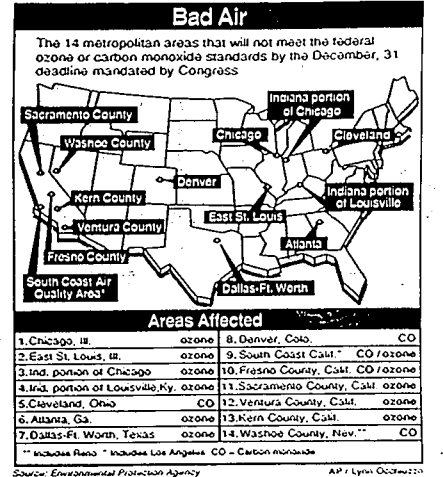 Bad Air
The 14 metropolitan areas that will not meet the federal
ozone or carbon monoxide standards by the December, 31
deadline mandated by Congress
Indiana portion
of Chicago
Sacramento County
Chicago
Cleveland
Washoe County
Denver
Kern County
Indiana portion
of Louisville
East St. Louis
Ventura County
Atlanta
Fresno County
South Coast Air
Quality Area*
Dallas-Ft. Worth
Areas Affected
1.Chicago, Ill. ozone
2.East St. Louis, Ill. ozone
3.Ind. portion of Chicago ozone
4.Ind. portion of Louisville,Ky. ozone
5.Cleveland, Ohio CO
6.Atlanta, Ga. ozone
7.Dallas-Ft. Worth, Texas ozone
8.Denver, Colo. CO
9.South Coast Calif.* CO/ozone
10.Fresno County, Calif. CO/ozone
11.Sacramento County, Calif. ozone
12.Ventura County, Calif. ozone
13.Kern County, Calif. ozone
14.Washoe County, Nev.** CO
** Includes Reno * Includes Los Angeles CO = Carbon monoxide
Source: Environmental Protection Agency
AP / Lynn